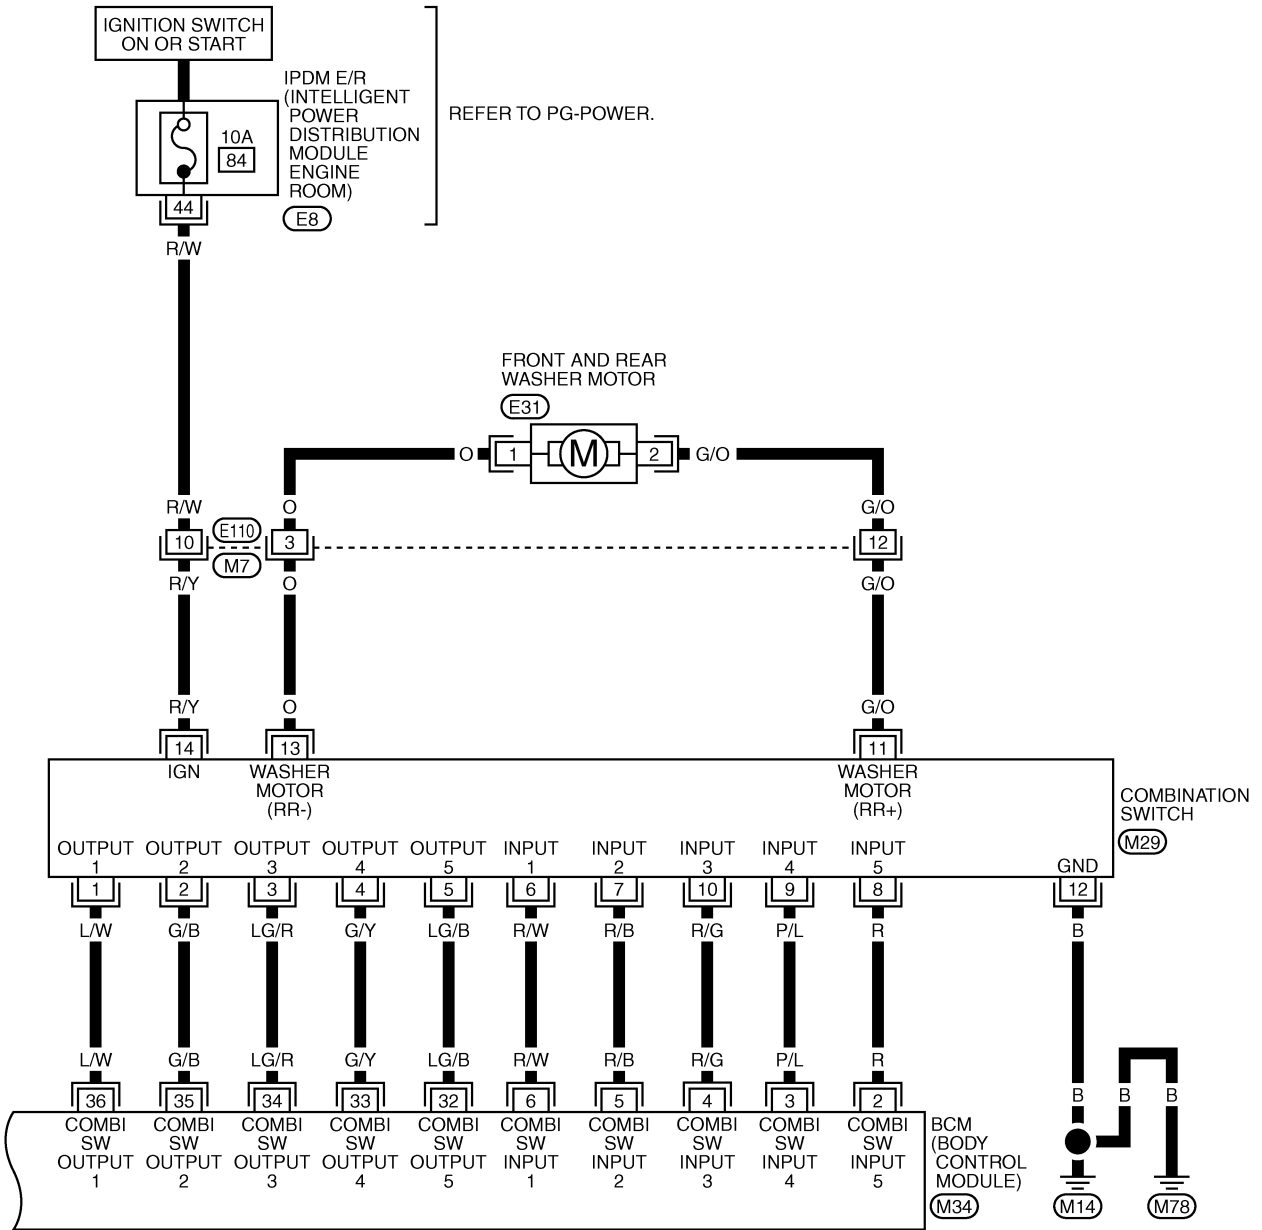 IGNITION SWITCH
ON OR START
IPDM E/R
(INTELLIGENT
POWER
DISTRIBUTION
MODULE
ENGINE
ROOM)
E8
REFER TO PG-POWER.
10A
84
44
R/W
FRONT AND REAR
WASHER MOTOR
E31
O 1 M 2 G/O
R/W O G/O
10 E110 3 12
M7
R/Y O G/O
R/Y O G/O
14 13 11
IGN WASHER WASHER
MOTOR MOTOR
(RR-) (RR+)
COMBINATION
SWITCH
M29
OUTPUT OUTPUT OUTPUT OUTPUT OUTPUT INPUT INPUT INPUT INPUT INPUT
1 2 3 4 5 1 2 3 4 5 GND
1 2 3 4 5 6 7 10 9 8 12
L/W G/B LG/R G/Y LG/B R/W R/B R/G P/L R B
L/W G/B LG/R G/Y LG/B R/W R/B R/G P/L R
B B B
36 35 34 33 32 6 5 4 3 2
COMBI COMBI COMBI COMBI COMBI COMBI COMBI COMBI COMBI COMBI
SW SW SW SW SW SW SW SW SW SW
OUTPUT OUTPUT OUTPUT OUTPUT OUTPUT INPUT INPUT INPUT INPUT INPUT
1 2 3 4 5 1 2 3 4 5
BCM
(BODY
CONTROL
MODULE)
M34
M14 M78